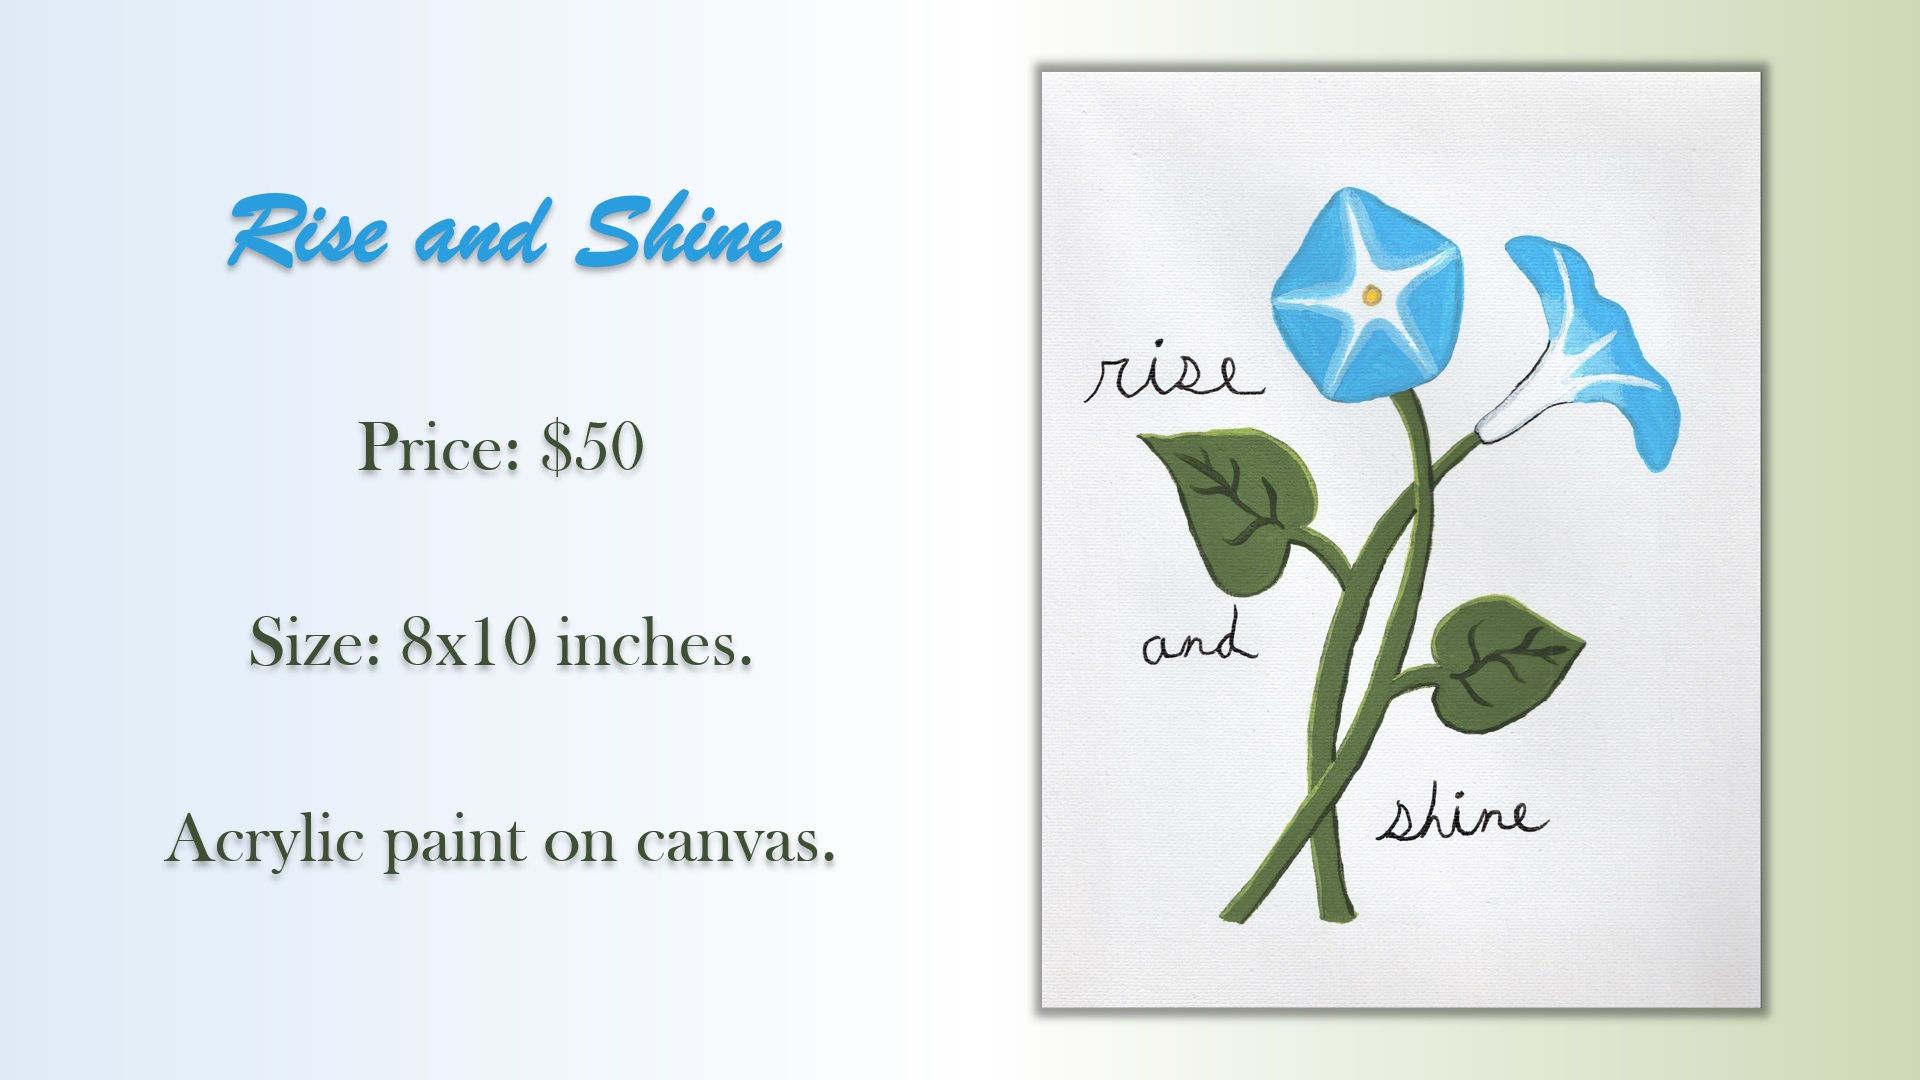 Rise and Shine
Price: $50
Size: 8x10 inches.
Acrylic paint on canvas.
rise
and
shine